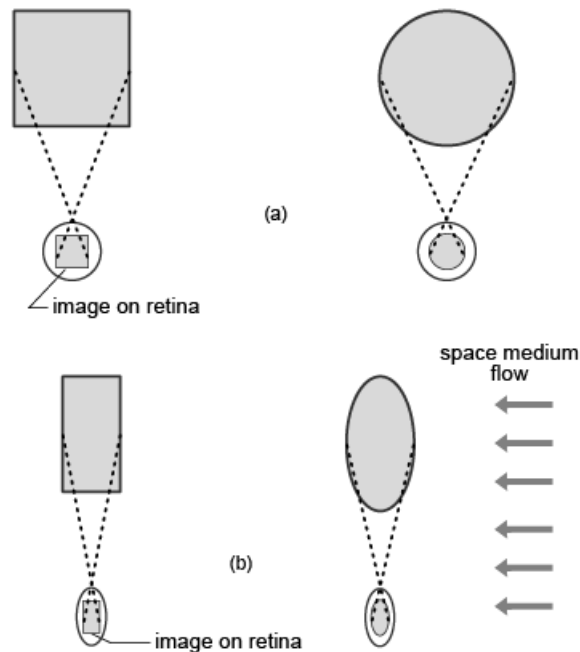 (a)
image on retina
space medium
flow
(b)
image on retina